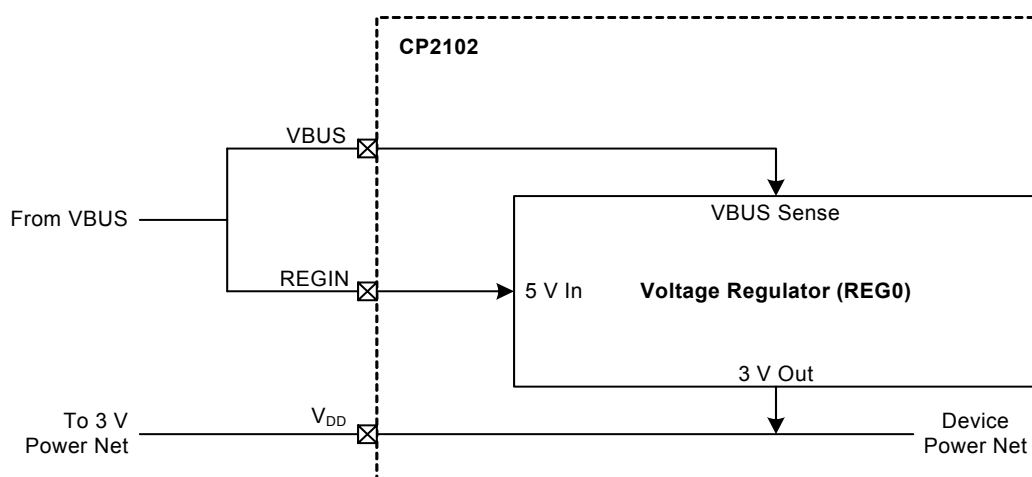 CP2102
VBUS
From VBUS
VBUS Sense
REGIN
5 V In
Voltage Regulator (REG0)
3 V Out
To 3 V
Power Net
VDD
Device
Power Net